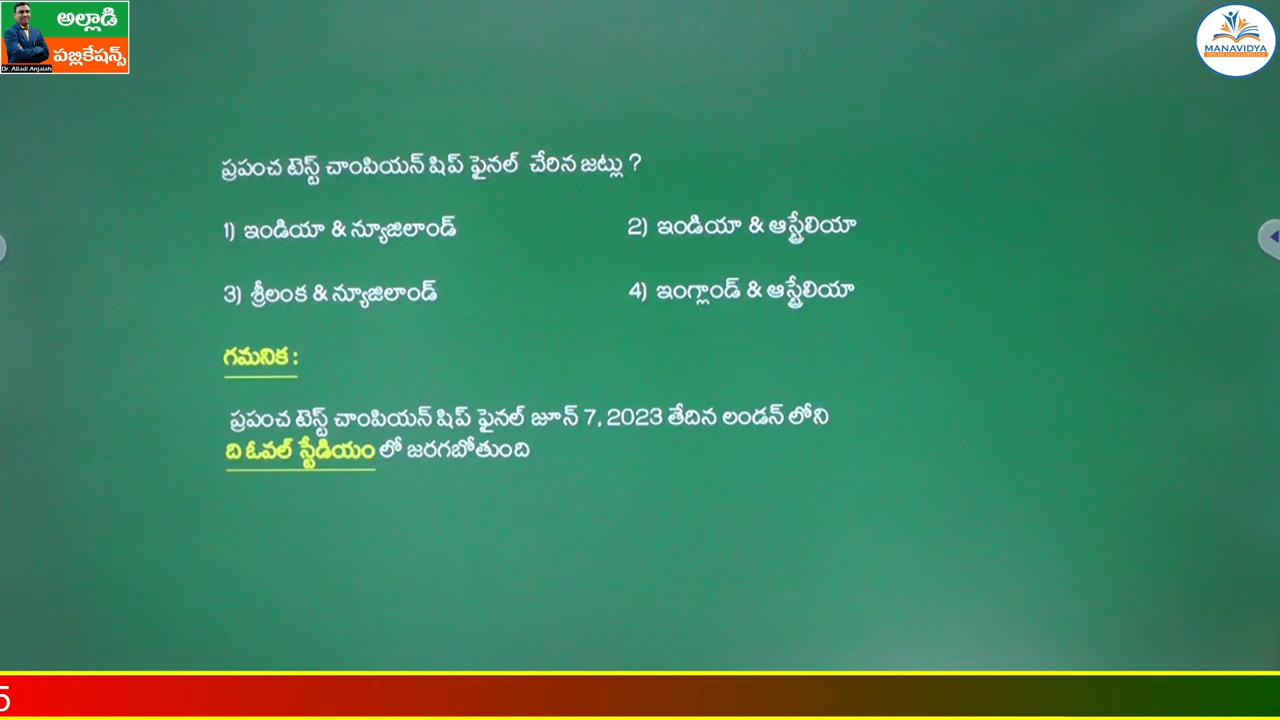 అల్లాడి
పబ్లికేషన్స్
Dr. Alladi Anjaiah
MANAVIDYA
ప్రపంచ టెస్ట్ చాంపియన్ షిప్ ఫైనల్ చేరిన జట్లు ?
1) ఇండియా & న్యూజిలాండ్
2) ఇండియా & ఆస్ట్రేలియా
3) శ్రీలంక & న్యూజిలాండ్
4) ఇంగ్లాండ్ & ఆస్ట్రేలియా
గమనిక :
ప్రపంచ టెస్ట్ చాంపియన్ షిప్ ఫైనల్ జూన్ 7, 2023 తేదిన లండన్ లోని
ది ఓవల్ స్టేడియం లో జరగబోతుంది
5